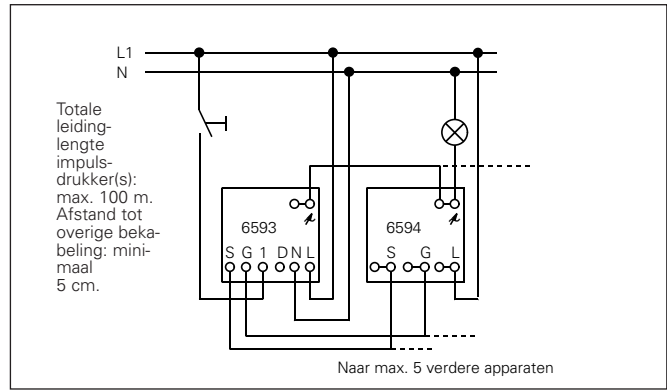 L1
N
Totale
leiding-
lengte
impuls-
drukker(s):
max. 100 m.
Afstand tot
overige beka-
beling: mini-
maal
5 cm.
6593
S G 1 D N L
6594
S G L
Naar max. 5 verdere apparaten